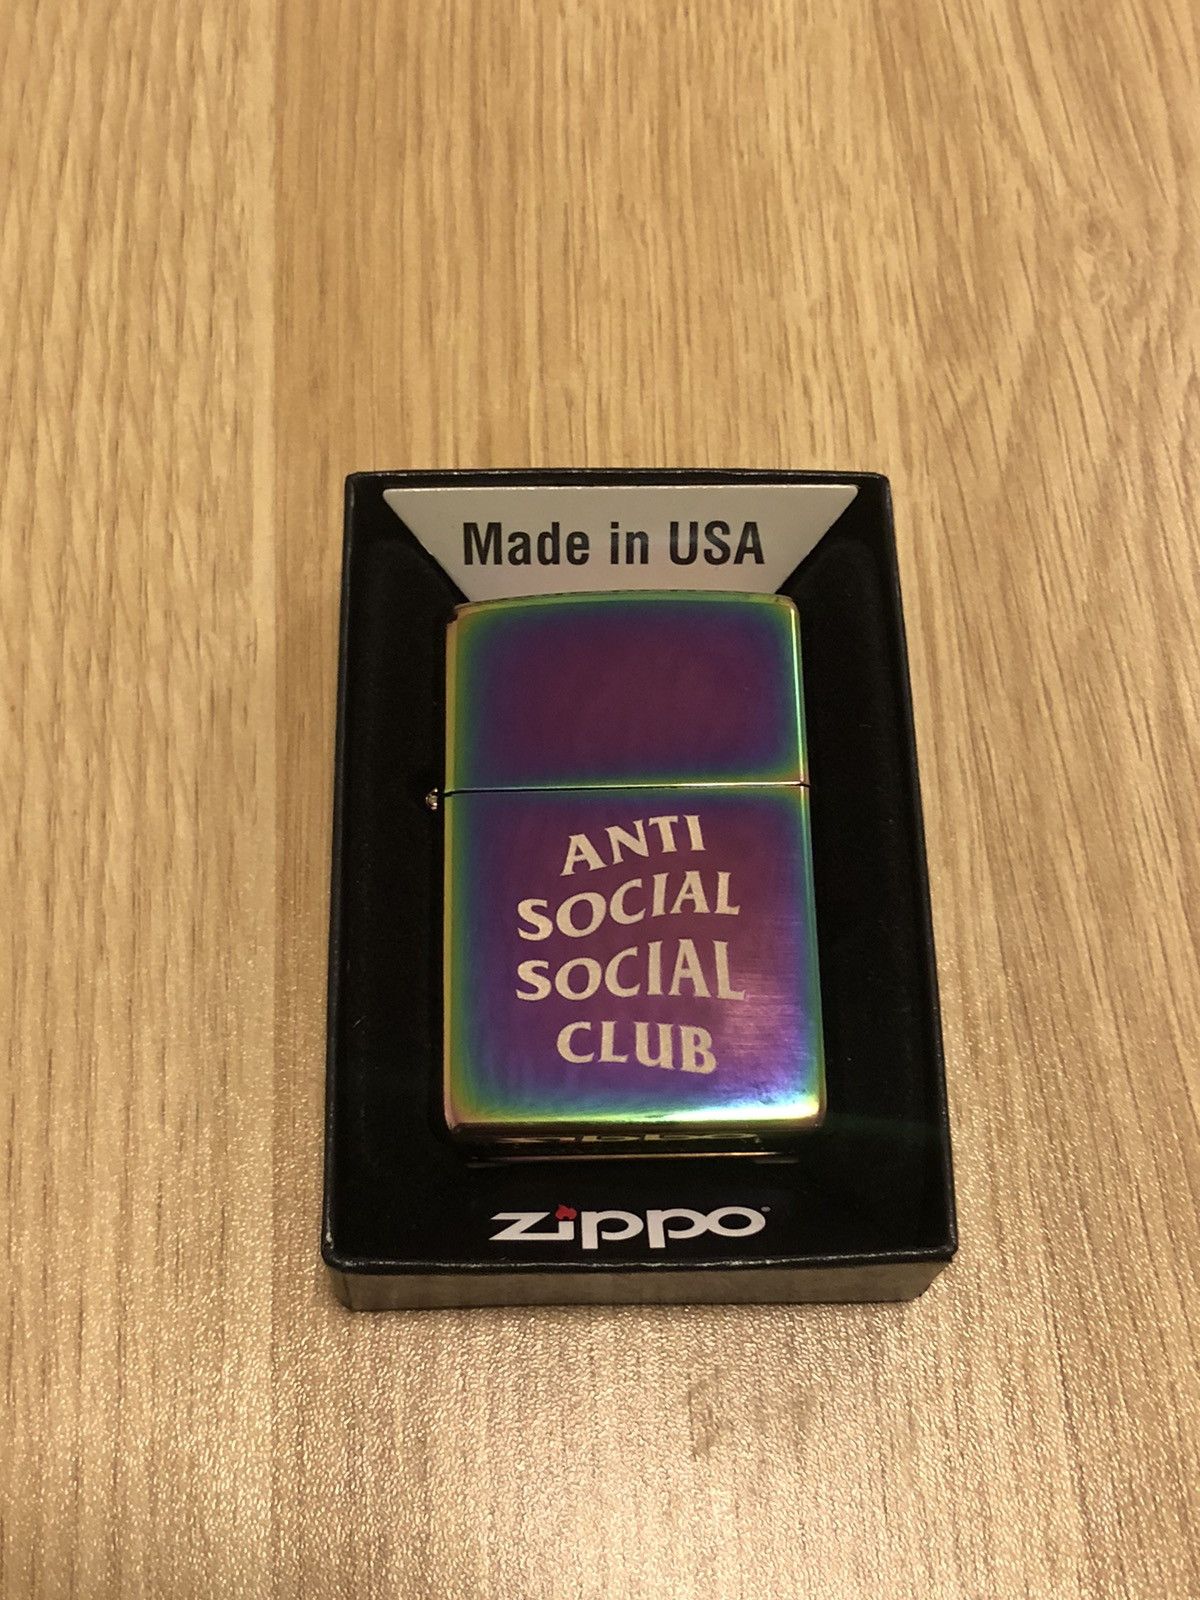 Made in USA
ANTI
SOCIAL
SOCIAL
CLUB
zippo